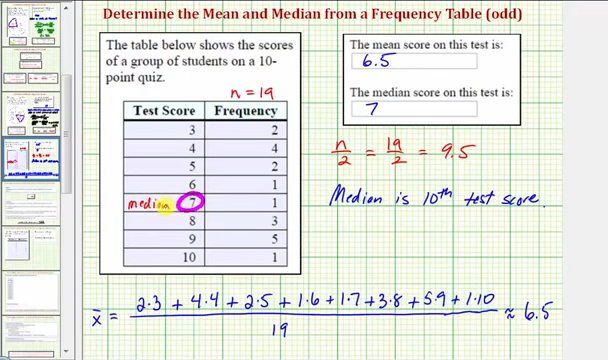 Determine the Mean and Median from a Frequency Table (odd)
The table below shows the scores
of a group of students on a 10-
point quiz.
n = 19
Test Score Frequency
3 2
4 4
5 2
6 1
median 7 1
8 3
9 5
10 1
The mean score on this test is:
6.5
The median score on this test is:
7
n/2 = 19/2 = 9.5
Median is 10th test score.
x̄ = (2·3 + 4·4 + 2·5 + 1·6 + 1·7 + 3·8 + 5·9 + 1·10)/19 ≈ 6.5